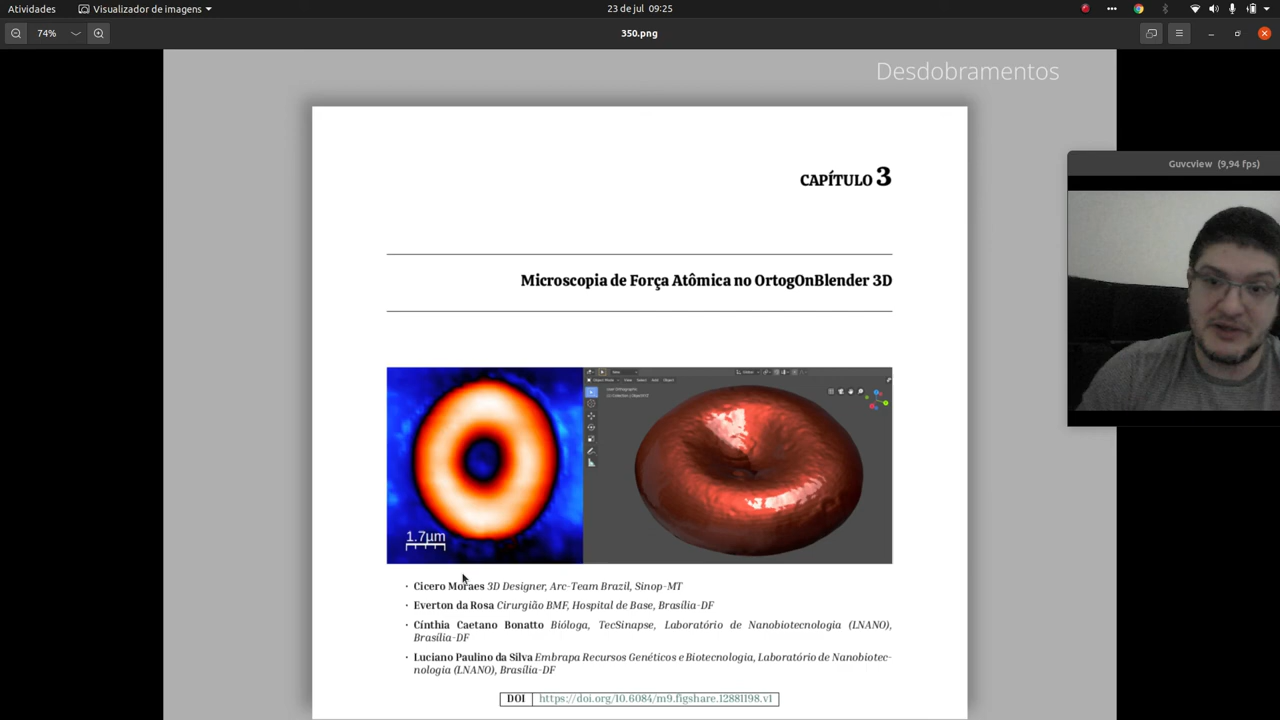 Atividades
Visualizador de imagens
23 de jul 09:25
74%
350.png
Desdobramentos
Guvcview (9,94 fps)
CAPÍTULO 3
Microscopia de Força Atômica no OrtogOnBlender 3D
1.7µm
· Cicero Moraes 3D Designer, Arc-Team Brazil, Sinop-MT
· Everton da Rosa Cirurgião BMF, Hospital de Base, Brasília-DF
· Cínthia Caetano Bonatto Bióloga, TecSinapse, Laboratório de Nanobiotecnologia (LNANO),
Brasília-DF
· Luciano Paulino da Silva Embrapa Recursos Genéticos e Biotecnologia, Laboratório de Nanobiotec-
nologia (LNANO), Brasília-DF
DOI https://doi.org/10.6084/m9.figshare.12881198.v1